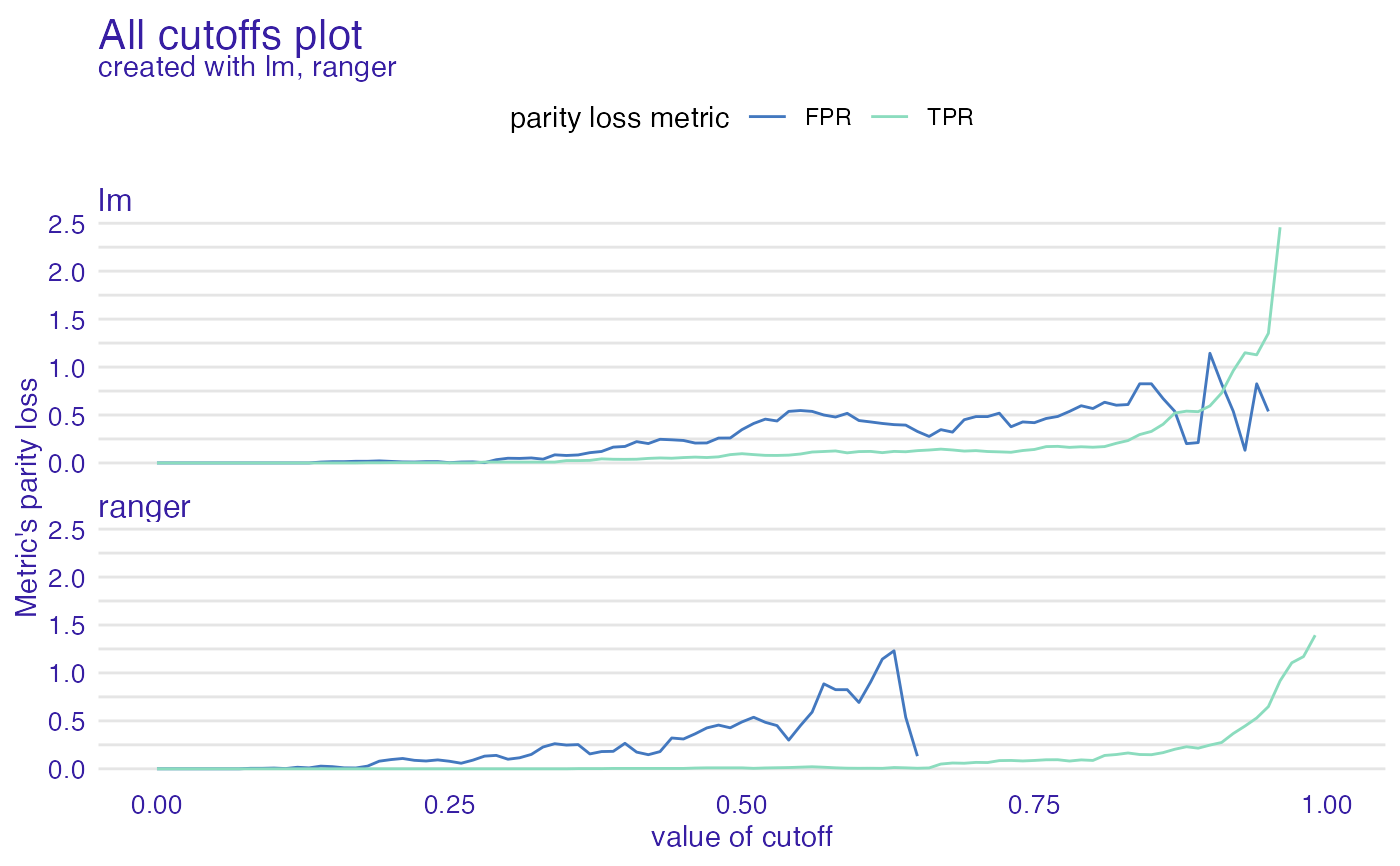 All cutoffs plot
created with lm, ranger
parity loss metric FPR TPR
lm
2.5
2.0
1.5
1.0
0.5
0.0
Metric's parity loss
ranger
2.5
2.0
1.5
1.0
0.5
0.0
0.00 0.25 0.50 0.75 1.00
value of cutoff